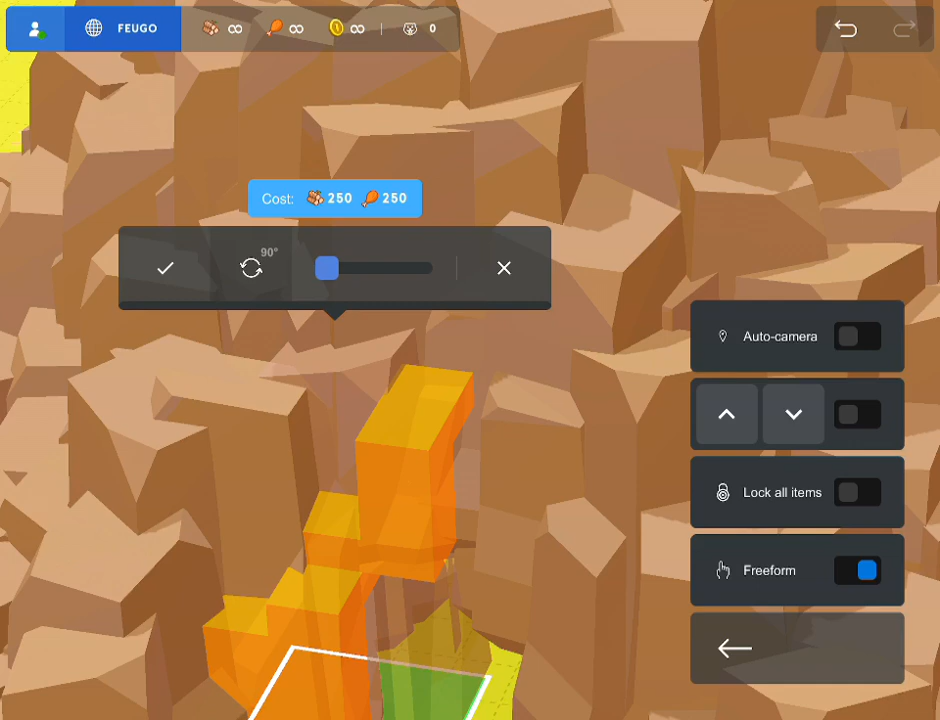 FEUGO ∞ ∞ ∞ 0
Cost: 250 250
90°
Auto-camera
Lock all items
Freeform